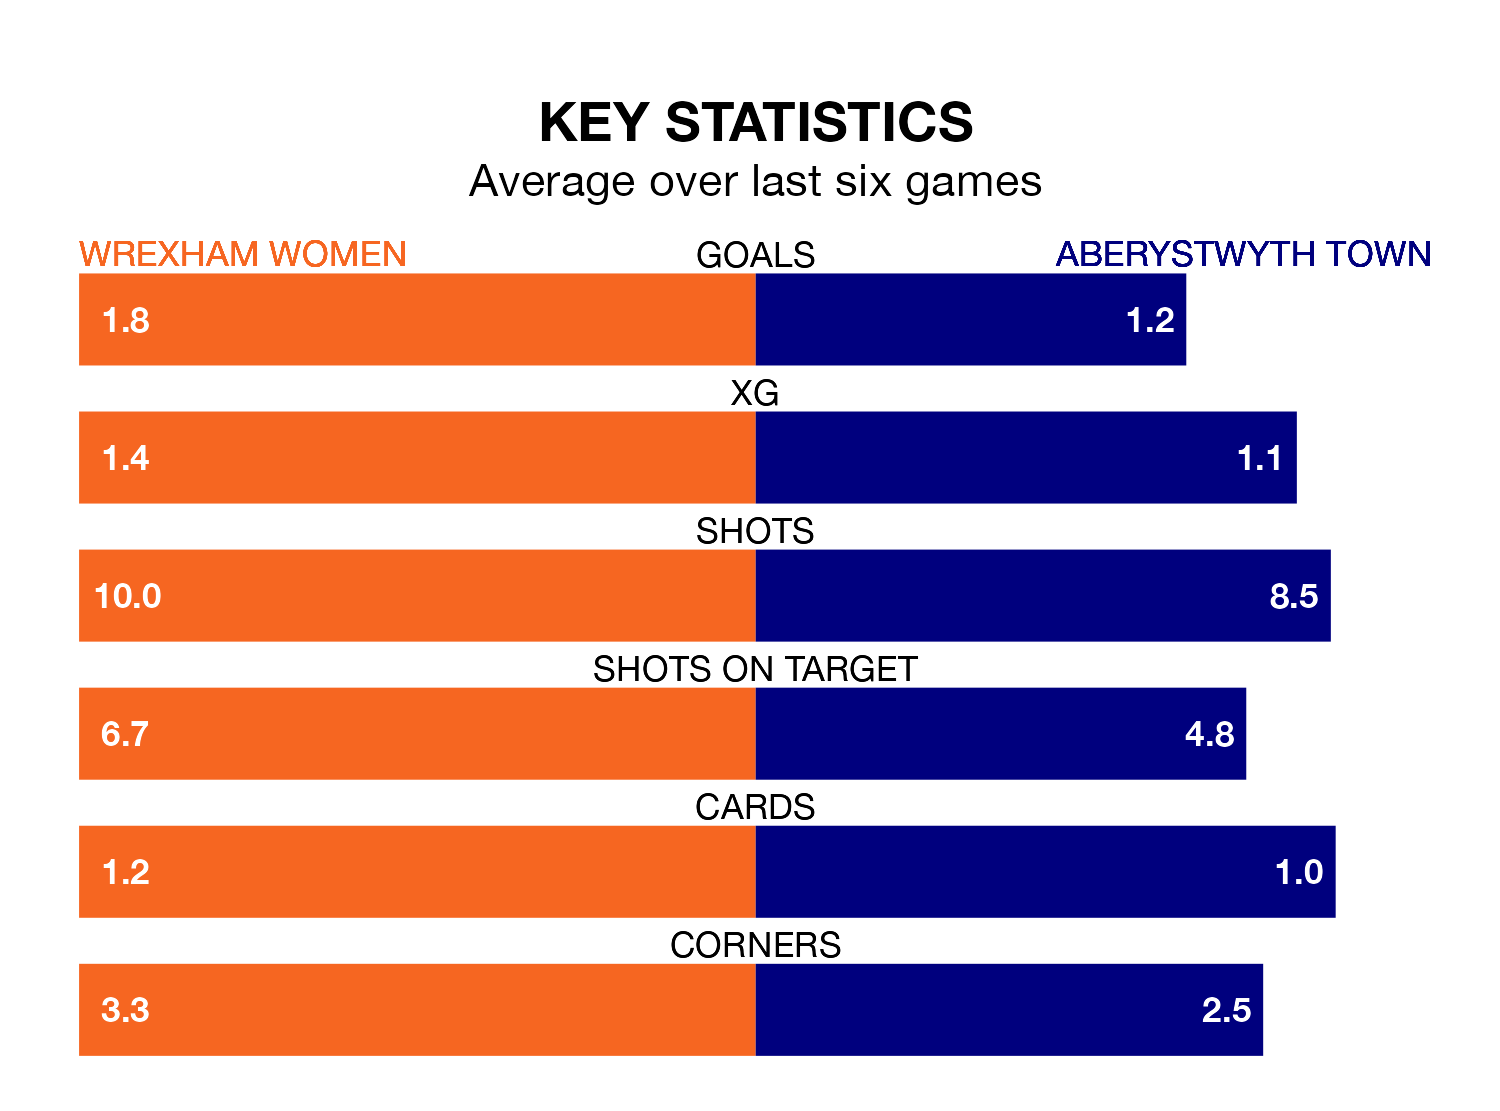 KEY STATISTICS
Average over last six games
WREXHAM WOMEN GOALS ABERYSTWYTH TOWN
1.8 1.2
XG
1.4 1.1
SHOTS
10.0 8.5
SHOTS ON TARGET
6.7 4.8
CARDS
1.2 1.0
CORNERS
3.3 2.5